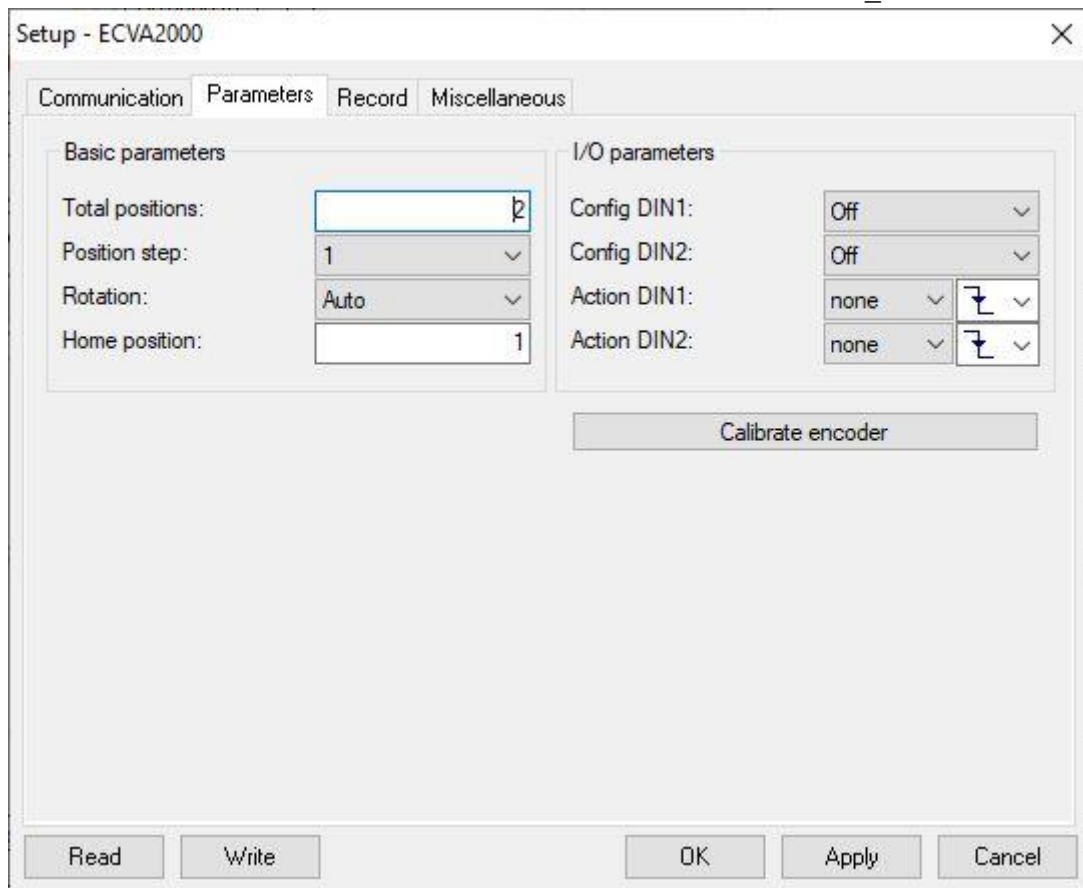 Setup - ECVA2000
Communication Parameters Record Miscellaneous
Basic parameters
Total positions: 2
Position step: 1
Rotation: Auto
Home position: 1
I/O parameters
Config DIN1: Off
Config DIN2: Off
Action DIN1: none
Action DIN2: none
Calibrate encoder
Read Write OK Apply Cancel